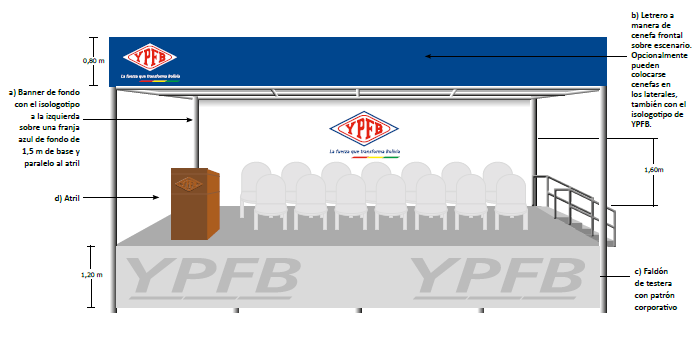 b) Letrero a
manera de
cenefa frontal
sobre escenario.
Opcionalmente
pueden
colocarse
cenefas en
los laterales,
también con el
isologotipo de
YPFB.
0,80 m
YPFB
La fuerza que transforma Bolivia
a) Banner de fondo
con el isologotipo
a la izquierda
sobre una franja
azul de fondo de
1,5 m de base y
paralelo al atril
YPFB
La fuerza que transforma Bolivia
1,60m
d) Atril
YPFB
1,20 m
YPFB
YPFB
c) Faldón
de testera
con patrón
corporativo